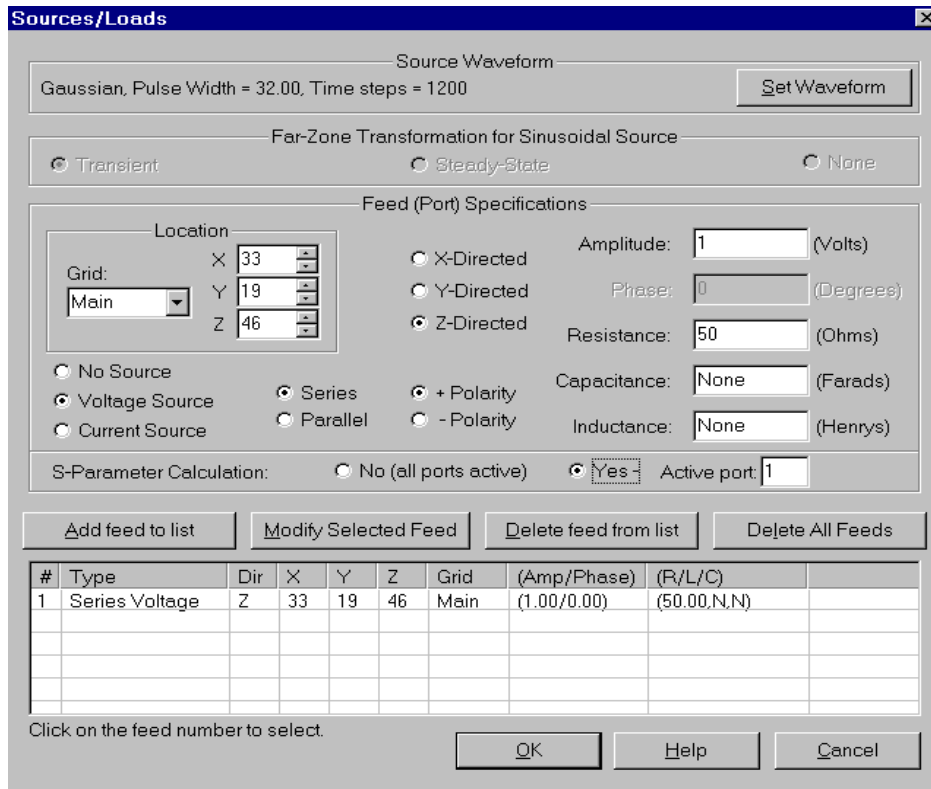 Sources/Loads
Source Waveform
Gaussian, Pulse Width = 32.00, Time steps = 1200
Set Waveform
Far-Zone Transformation for Sinusoidal Source
Transient Steady-State None
Feed (Port) Specifications
Location
Grid:
Main
X 33
Y 19
Z 46
X-Directed
Y-Directed
Z-Directed
Amplitude: 1 (Volts)
Phase: 0 (Degrees)
Resistance: 50 (Ohms)
Capacitance: None (Farads)
Inductance: None (Henrys)
No Source
Voltage Source
Current Source
Series
Parallel
+ Polarity
- Polarity
S-Parameter Calculation: No (all ports active) Yes - Active port: 1
Add feed to list Modify Selected Feed Delete feed from list Delete All Feeds
# Type Dir X Y Z Grid (Amp/Phase) (R/L/C)
1 Series Voltage Z 33 19 46 Main (1.00/0.00) (50.00,N,N)
Click on the feed number to select.
OK Help Cancel